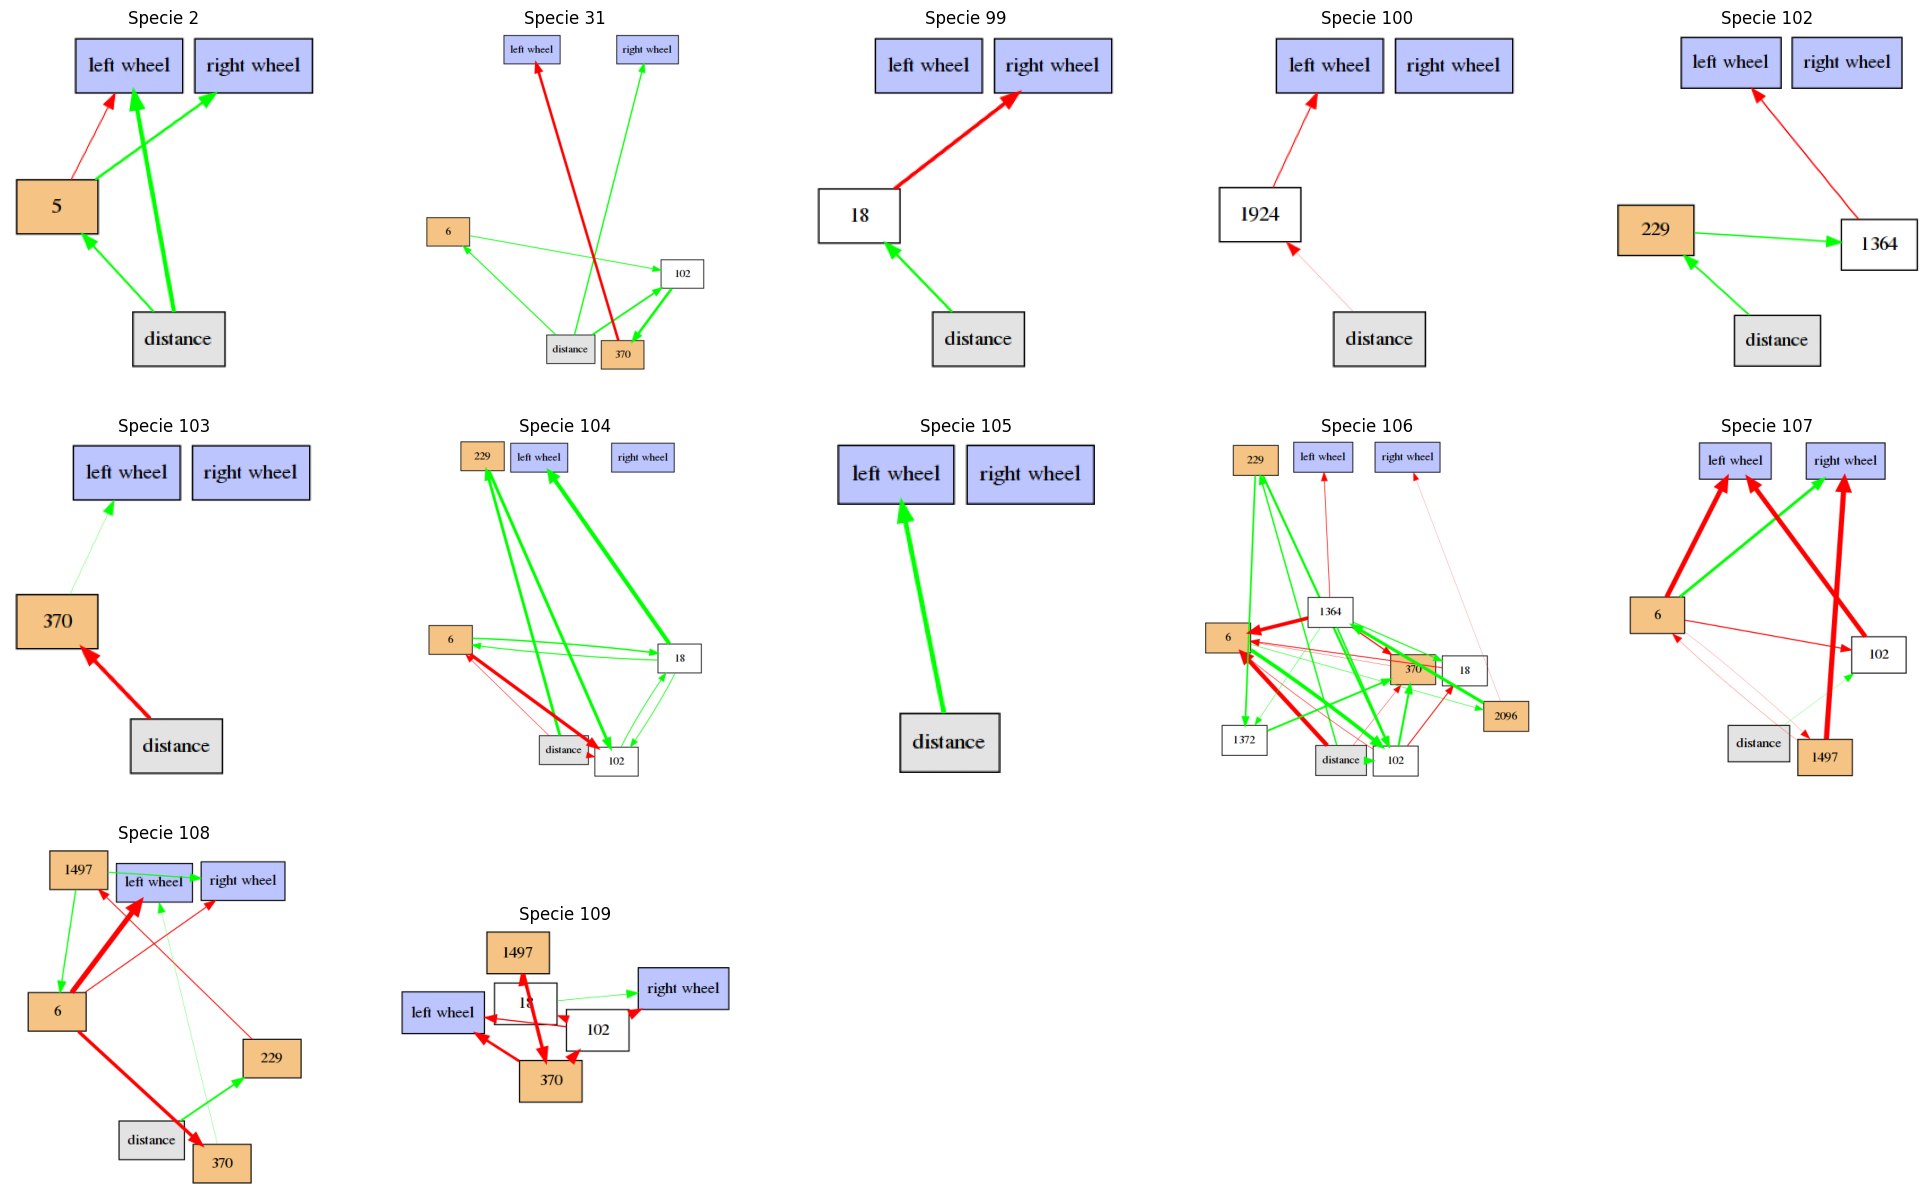 Specie 2
left wheel
right wheel
5
distance
Specie 31
left wheel
right wheel
6
102
distance
370
Specie 99
left wheel
right wheel
18
distance
Specie 100
left wheel
right wheel
1924
distance
Specie 102
left wheel
right wheel
229
1364
distance
Specie 103
left wheel
right wheel
370
distance
Specie 104
229
left wheel
right wheel
6
18
distance
102
Specie 105
left wheel
right wheel
distance
Specie 106
229
left wheel
right wheel
1364
6
370
18
2096
1372
distance
102
Specie 107
left wheel
right wheel
6
102
distance
1497
Specie 108
1497
left wheel
right wheel
6
229
distance
370
Specie 109
1497
right wheel
18
left wheel
102
370